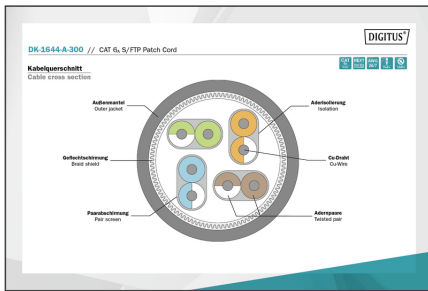 DIGITUS®
DK-1644-A-300 // CAT 6A S/FTP Patch Cord
Kabelquerschnitt
Cable cross section
Außenmantel
Outer jacket
Aderisolierung
Isolation
Geflechtschirmung
Braid shield
Cu-Draht
Cu-Wire
Paarabschirmung
Pair screen
Adernpaare
Twisted pair